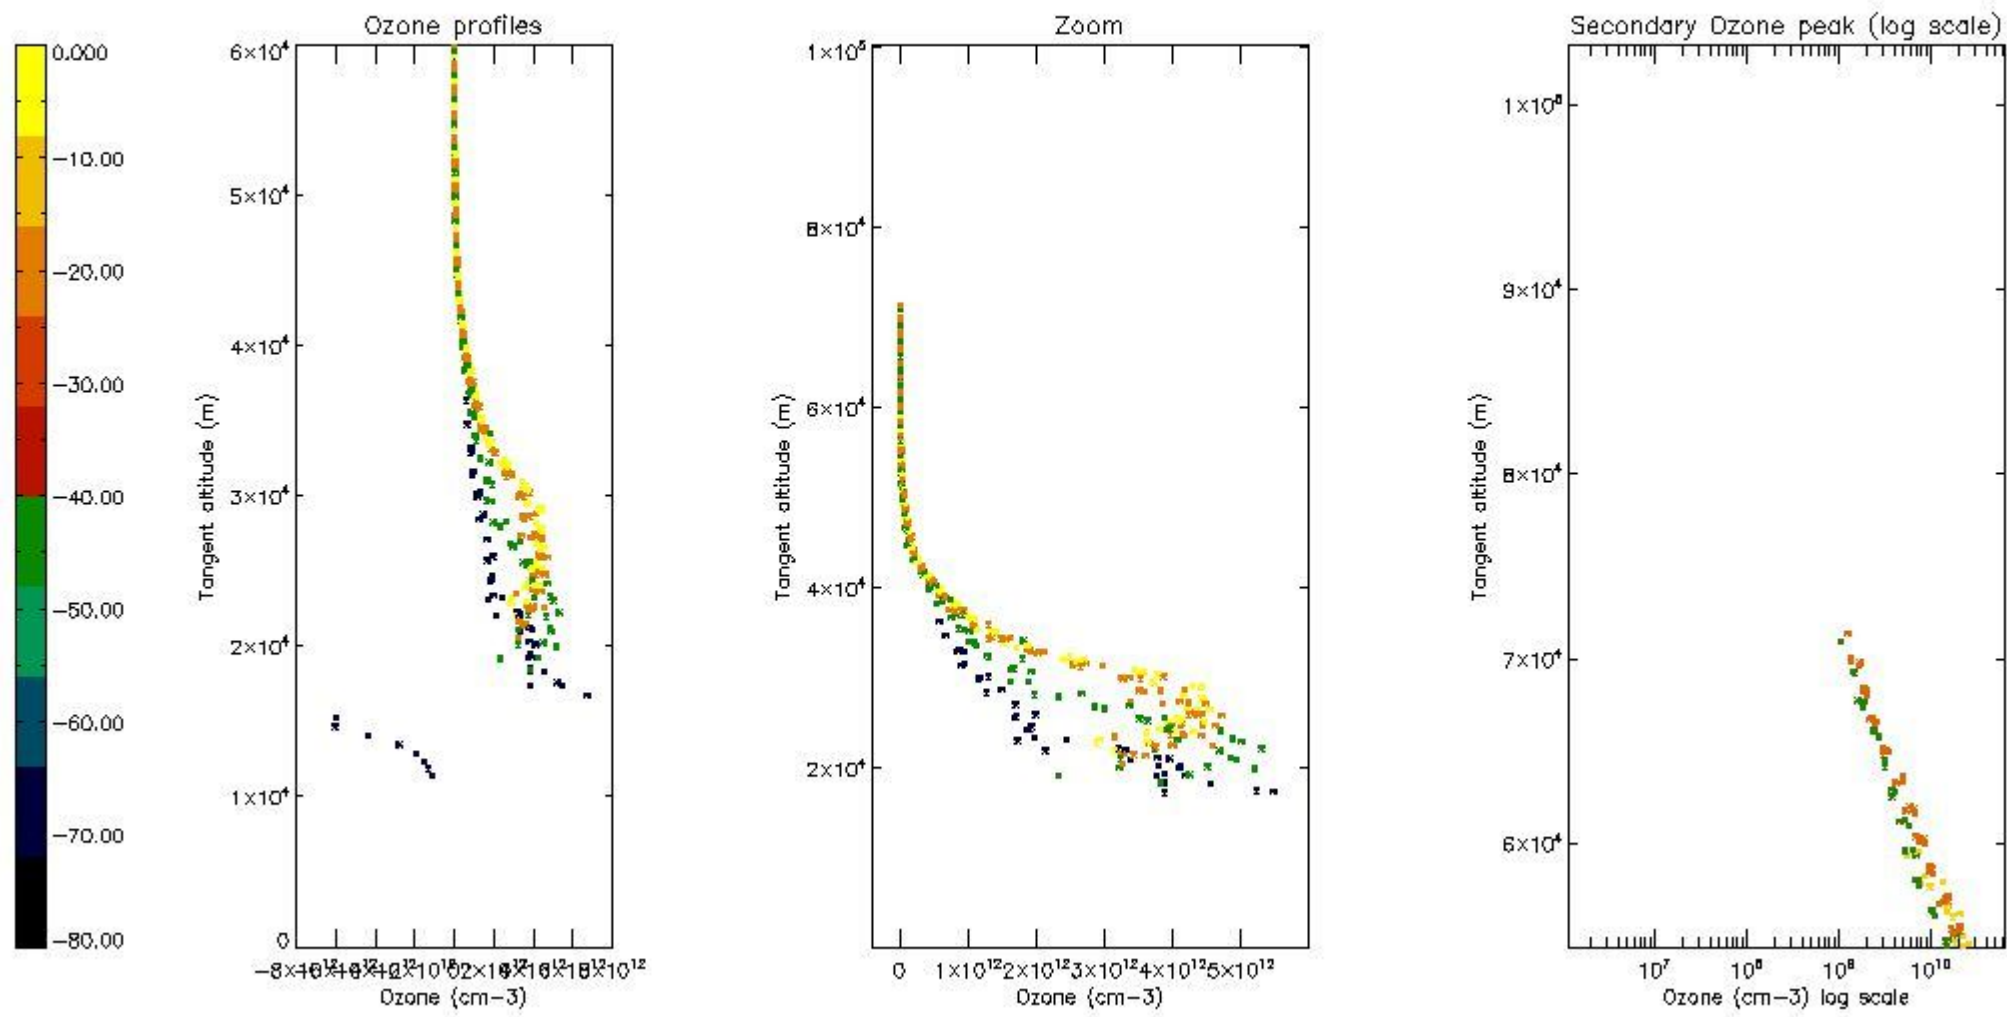 Ozone profiles
Zoom
Secondary Ozone peak (log scale)
0.000
−10.00
−20.00
−30.00
−40.00
−50.00
−60.00
−70.00
−80.00
6×10⁴
5×10⁴
4×10⁴
3×10⁴
2×10⁴
1×10⁴
0
Tangent altitude (m)
Ozone (cm−3)
1×10⁵
8×10⁴
6×10⁴
4×10⁴
2×10⁴
Tangent altitude (m)
0 1×10¹² 2×10¹² 3×10¹² 4×10¹² 5×10¹²
Ozone (cm−3)
9×10⁴
8×10⁴
7×10⁴
6×10⁴
Tangent altitude (m)
10⁷ 10⁸ 10⁹ 10¹⁰
Ozone (cm−3) log scale